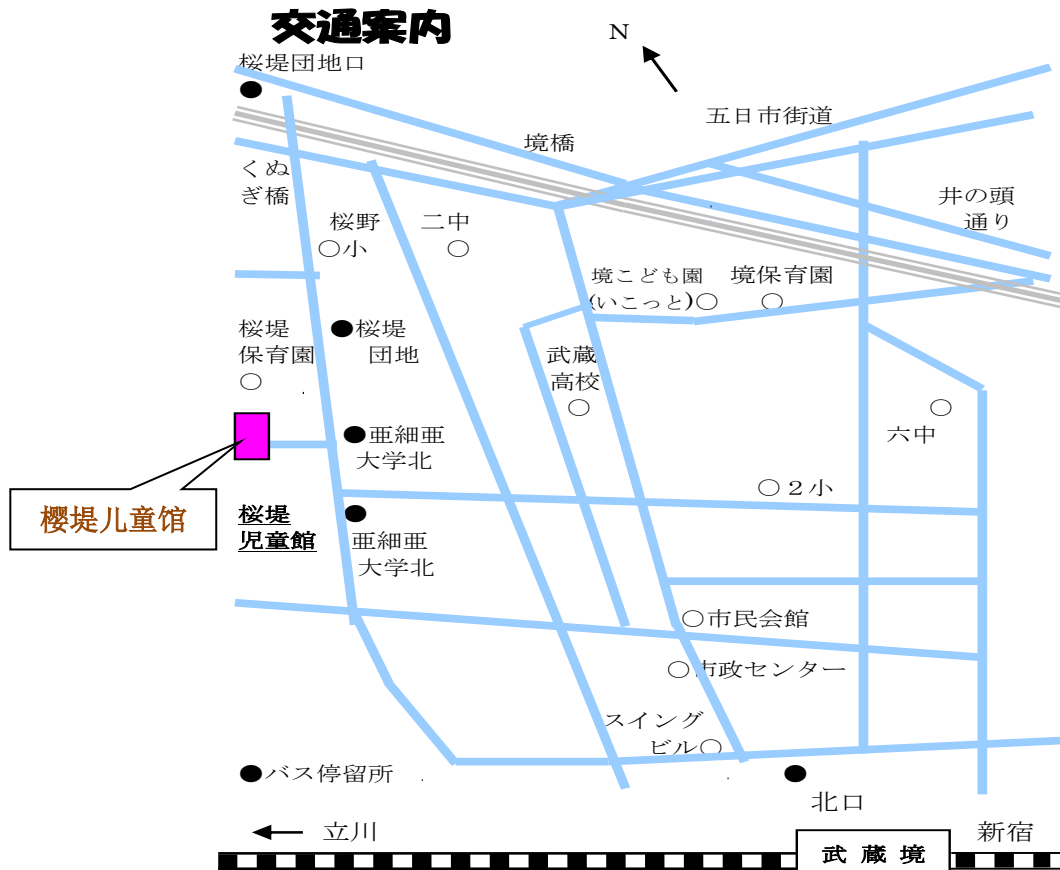 交通案内
N
桜堤団地口
五日市街道
境橋
くぬ
ぎ橋
井の頭
通り
桜野
○小
二中
○
境こども園
(いこっと)○
境保育園
○
桜堤
保育園
○
●桜堤
団地
武蔵
高校
○
○
六中
●亜細亜
大学北
○２小
櫻堤儿童馆
桜堤
児童館
亜細亜
大学北
○市民会館
○市政センター
スイング
ビル○
●バス停留所
北口
立川
新宿
武 蔵 境